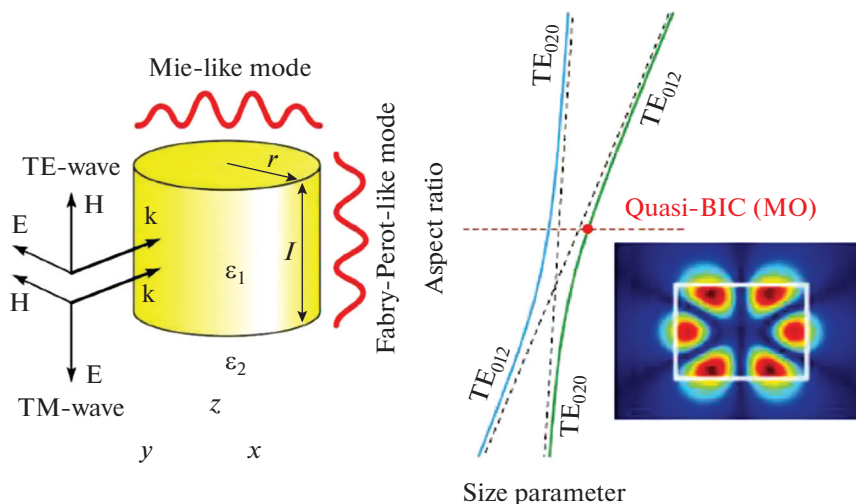 Mie-like mode
TE-wave
H
E
k
r
I
ε1
Fabry-Perot-like mode
H
k
E
TM-wave
ε2
z
y
x
Aspect ratio
TE020
TE012
Quasi-BIC (MO)
TE012
TE020
Size parameter